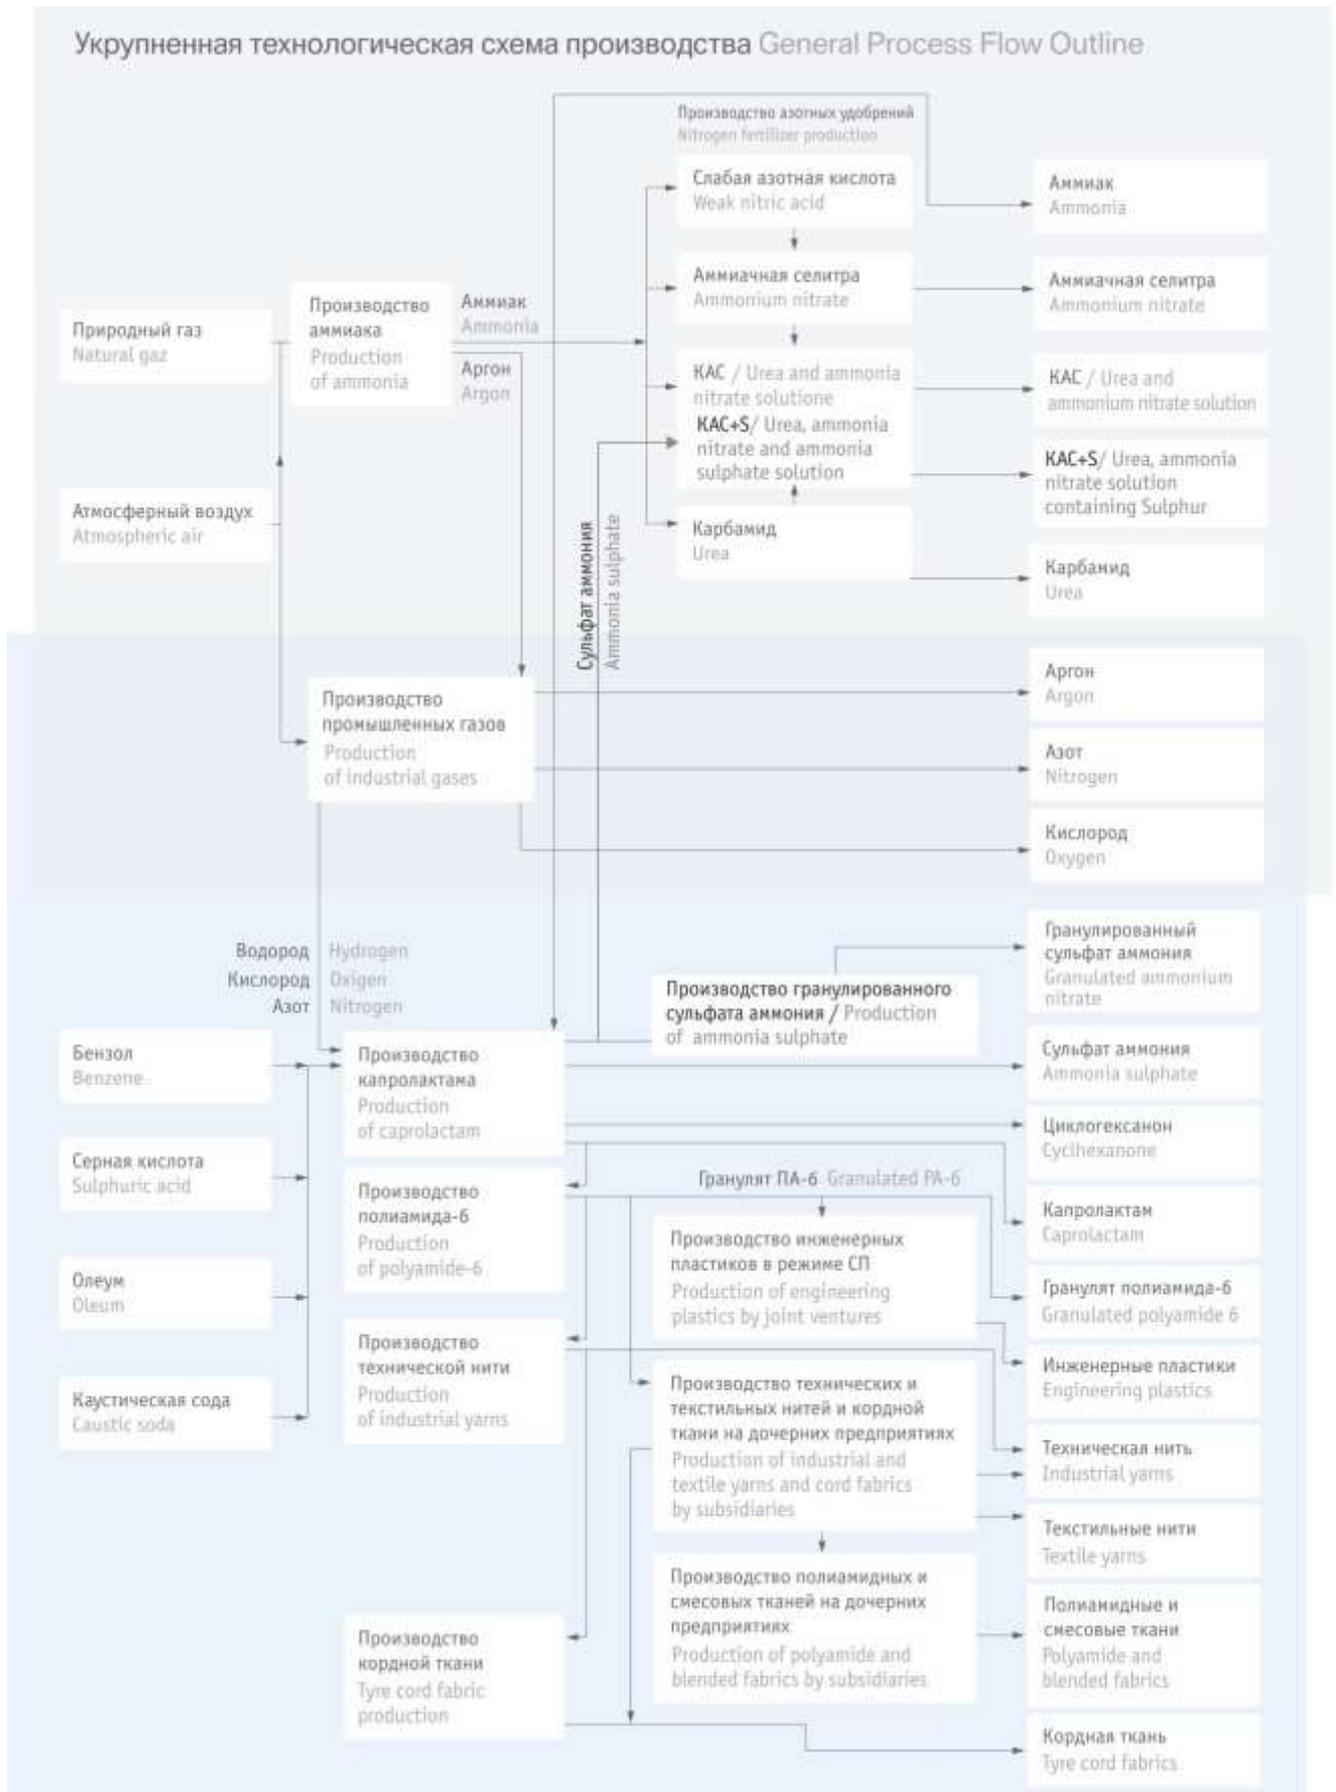 Укрупненная технологическая схема производства General Process Flow Outline
Производство азотных удобрений
Nitrogen fertilizer production
Слабая азотная кислота
Weak nitric acid
Аммиак
Ammonia
Аммиачная селитра
Ammonium nitrate
Аммиачная селитра
Ammonium nitrate
Природный газ
Natural gaz
Производство
аммиака
Production
of ammonia
Аммиак
Ammonia
Аргон
Argon
КАС / Urea and ammonia
nitrate solutione
КАС+S/ Urea, ammonia
nitrate and ammonia
sulphate solution
КАС / Urea and
ammonium nitrate solution
КАС+S/ Urea, ammonia
nitrate solution
containing Sulphur
Атмосферный воздух
Atmospheric air
Карбамид
Urea
Карбамид
Urea
Сульфат аммония
Ammonia sulphate
Производство
промышленных газов
Production
of industrial gases
Аргон
Argon
Азот
Nitrogen
Кислород
Oxygen
Водород Hydrogen
Кислород Oxigen
Азот Nitrogen
Производство гранулированного
сульфата аммония / Production
of ammonia sulphate
Гранулированный
сульфат аммония
Granulated ammonium
nitrate
Бензол
Benzene
Производство
капролактама
Production
of caprolactam
Сульфат аммония
Ammonia sulphate
Циклогексанон
Cyclhexanone
Серная кислота
Sulphuric acid
Производство
полиамида-6
Production
of polyamide-6
Гранулят ПА-6 Granulated PA-6
Капролактам
Caprolactam
Производство инженерных
пластиков в режиме СП
Production of engineering
plastics by joint ventures
Олеум
Oleum
Гранулят полиамида-6
Granulated polyamide 6
Производство
технической нити
Production
of industrial yarns
Инженерные пластики
Engineering plastics
Каустическая сода
Caustic soda
Производство технических и
текстильных нитей и кордной
ткани на дочерних предприятиях
Production of industrial and
textile yarns and cord fabrics
by subsidiaries
Техническая нить
Industrial yarns
Текстильные нити
Textile yarns
Производство полиамидных и
смесовых тканей на дочерних
предприятиях
Production of polyamide and
blended fabrics by subsidiaries
Полиамидные и
смесовые ткани
Polyamide and
blended fabrics
Производство
кордной ткани
Tyre cord fabric
production
Кордная ткань
Tyre cord fabrics